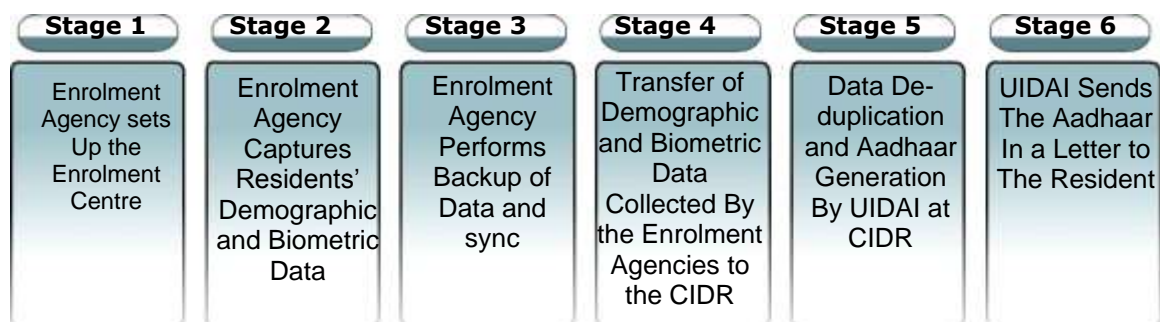 Stage 1
Enrolment
Agency sets
Up the
Enrolment
Centre
Stage 2
Enrolment
Agency
Captures
Residents’
Demographic
and Biometric
Data
Stage 3
Enrolment
Agency
Performs
Backup of
Data and
sync
Stage 4
Transfer of
Demographic
and Biometric
Data
Collected By
the Enrolment
Agencies to
the CIDR
Stage 5
Data De-
duplication
and Aadhaar
Generation
By UIDAI at
CIDR
Stage 6
UIDAI Sends
The Aadhaar
In a Letter to
The Resident